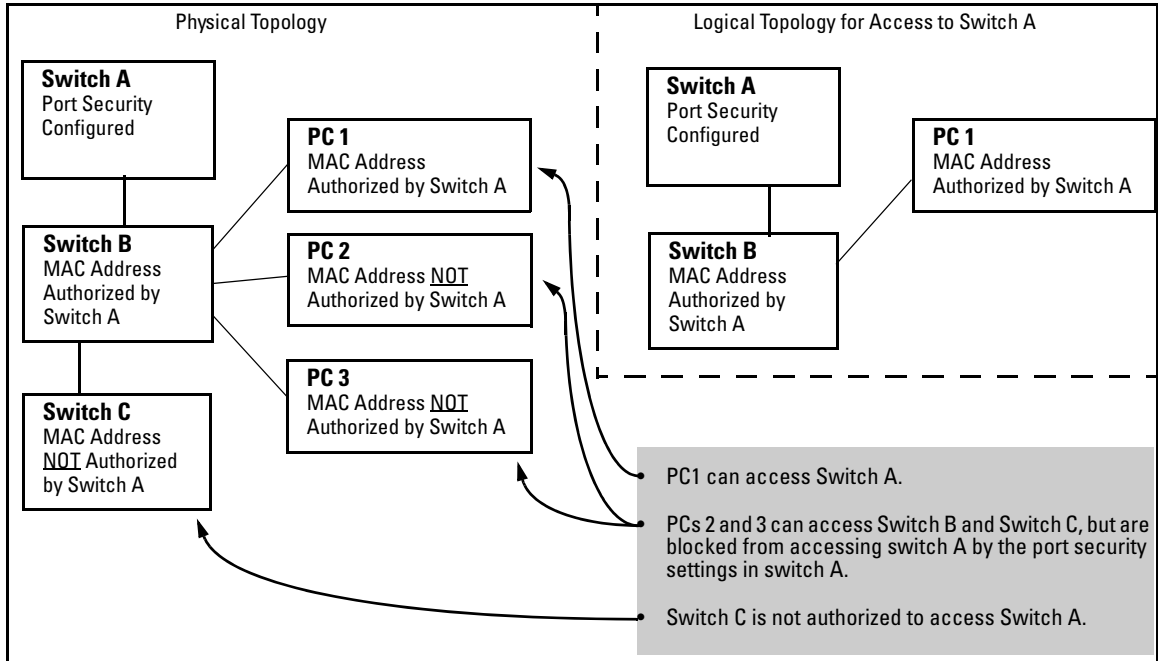 Physical Topology
Switch A
Port Security
Configured
PC 1
MAC Address
Authorized by Switch A
Switch B
MAC Address
Authorized by
Switch A
PC 2
MAC Address NOT
Authorized by Switch A
PC 3
MAC Address NOT
Authorized by Switch A
Switch C
MAC Address
NOT Authorized
by Switch A
Logical Topology for Access to Switch A
Switch A
Port Security
Configured
PC 1
MAC Address
Authorized by Switch A
Switch B
MAC Address
Authorized by
Switch A
• PC1 can access Switch A.
• PCs 2 and 3 can access Switch B and Switch C, but are
blocked from accessing switch A by the port security
settings in switch A.
• Switch C is not authorized to access Switch A.